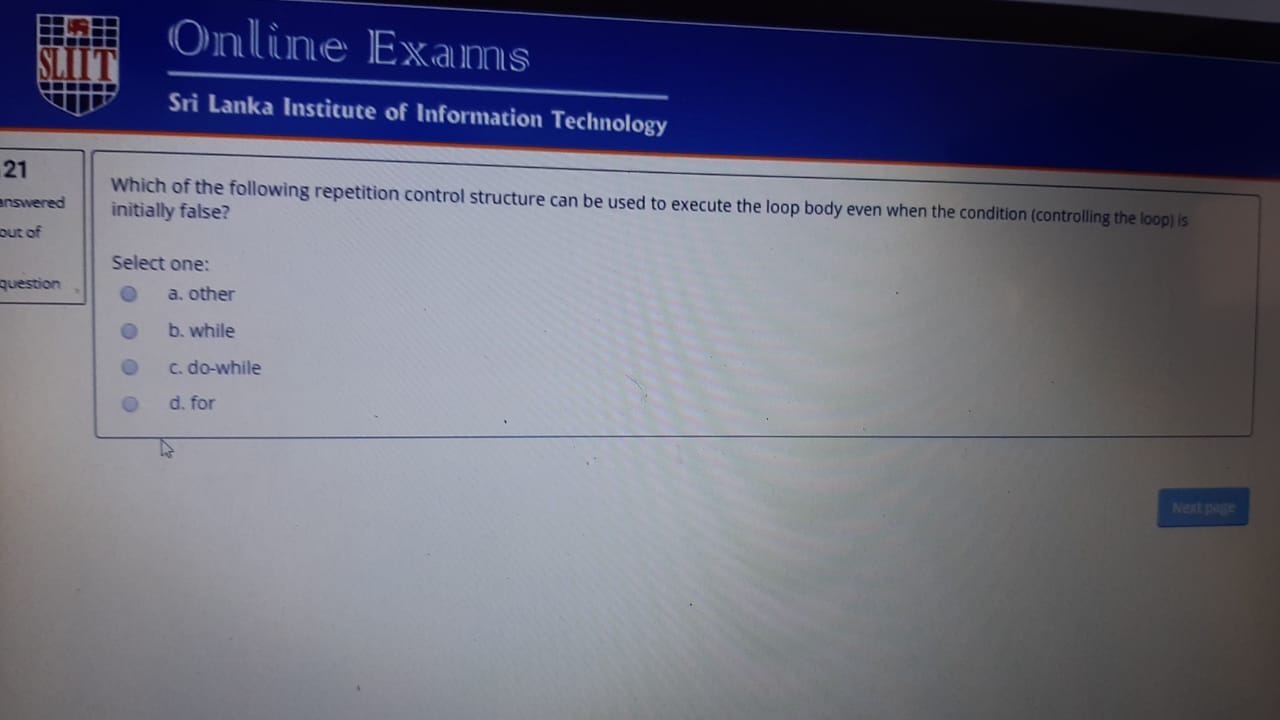 SLIIT
Online Exams
Sri Lanka Institute of Information Technology
21
answered
out of
question
Which of the following repetition control structure can be used to execute the loop body even when the condition (controlling the loop) is
initially false?
Select one:
a. other
b. while
c. do-while
d. for
Next page